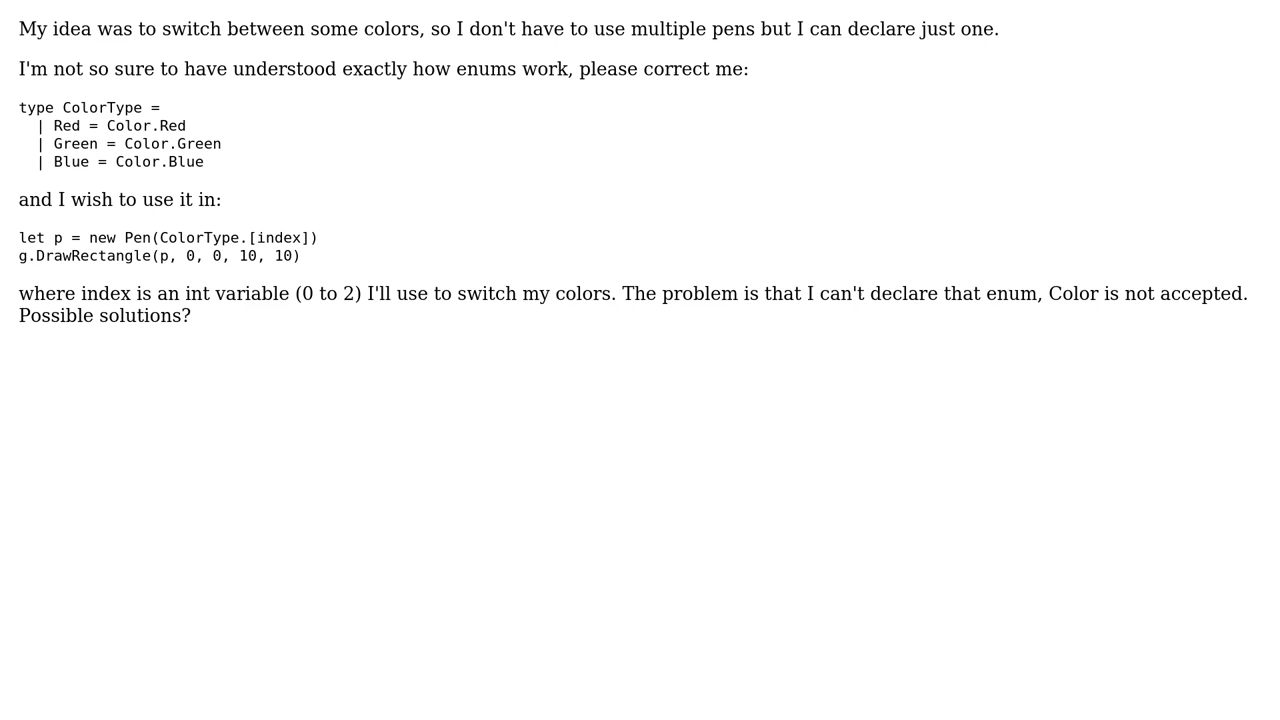 My idea was to switch between some colors, so I don't have to use multiple pens but I can declare just one.
I'm not so sure to have understood exactly how enums work, please correct me:
type ColorType =
  | Red = Color.Red
  | Green = Color.Green
  | Blue = Color.Blue
and I wish to use it in:
let p = new Pen(ColorType.[index])
g.DrawRectangle(p, 0, 0, 10, 10)
where index is an int variable (0 to 2) I'll use to switch my colors. The problem is that I can't declare that enum, Color is not accepted.
Possible solutions?